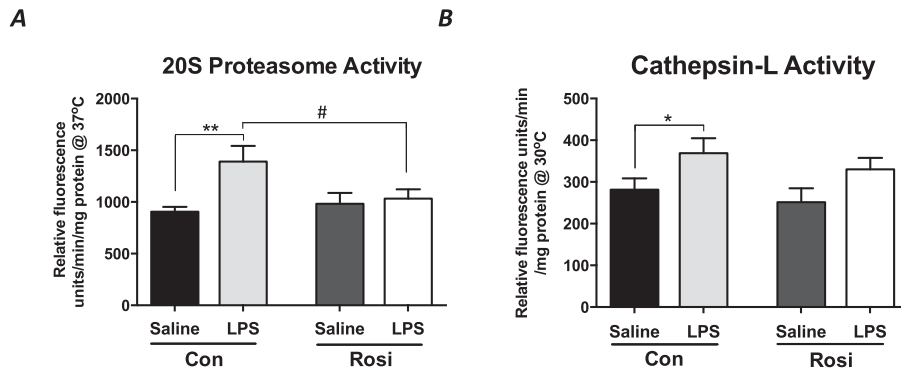 A
20S Proteasome Activity
Relative fluorescence
units/min/mg protein @ 37ºC
2000
1500
1000
500
0
**
#
Saline
LPS
Saline
LPS
Con
Rosi
B
Cathepsin-L Activity
Relative fluorescence units/min
/mg protein @ 30ºC
500
400
300
200
100
0
*
Saline
LPS
Saline
LPS
Con
Rosi